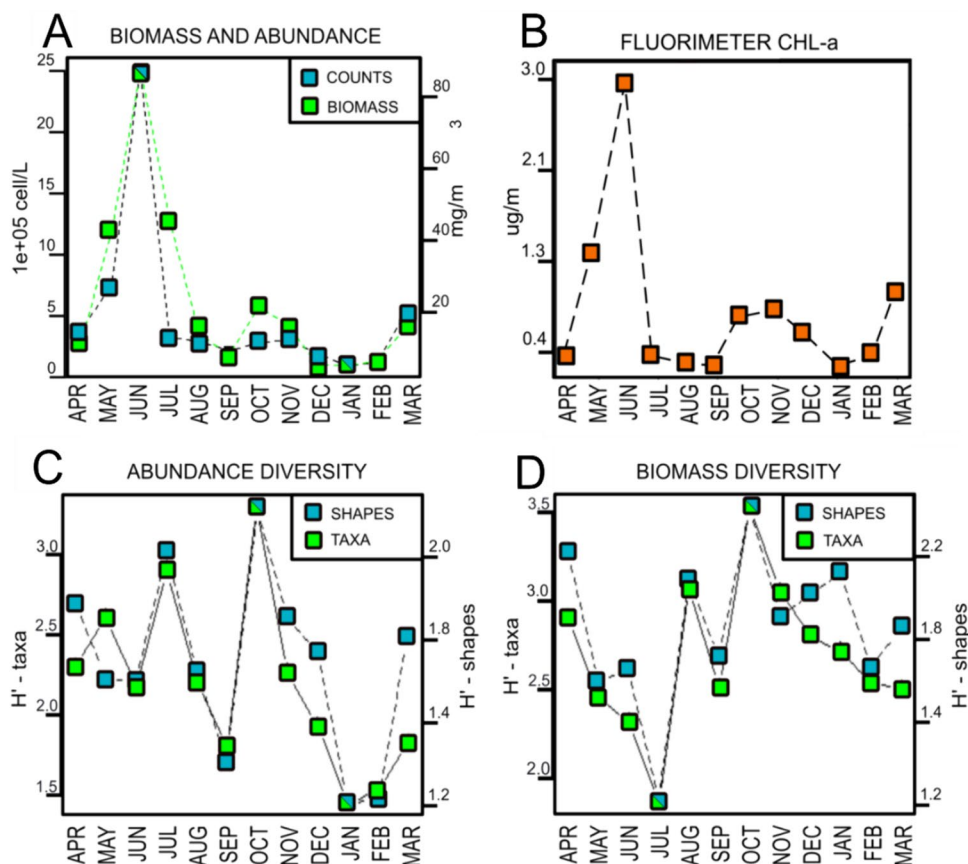 A
BIOMASS AND ABUNDANCE
COUNTS
BIOMASS
1e+05 cell/L
25
20
15
10
5
0
80
60
40
20
3
mg/m
APR MAY JUN JUL AUG SEP OCT NOV DEC JAN FEB MAR
B
FLUORIMETER CHL-a
ug/m
3.0
2.1
1.3
0.4
APR MAY JUN JUL AUG SEP OCT NOV DEC JAN FEB MAR
C
ABUNDANCE DIVERSITY
SHAPES
TAXA
H' - taxa
3.0
2.5
2.0
1.5
2.0
1.8
1.4
1.2
H' - shapes
APR MAY JUN JUL AUG SEP OCT NOV DEC JAN FEB MAR
D
BIOMASS DIVERSITY
SHAPES
TAXA
H' - taxa
3.5
3.0
2.5
2.0
2.2
1.8
1.4
1.2
H' - shapes
APR MAY JUN JUL AUG SEP OCT NOV DEC JAN FEB MAR